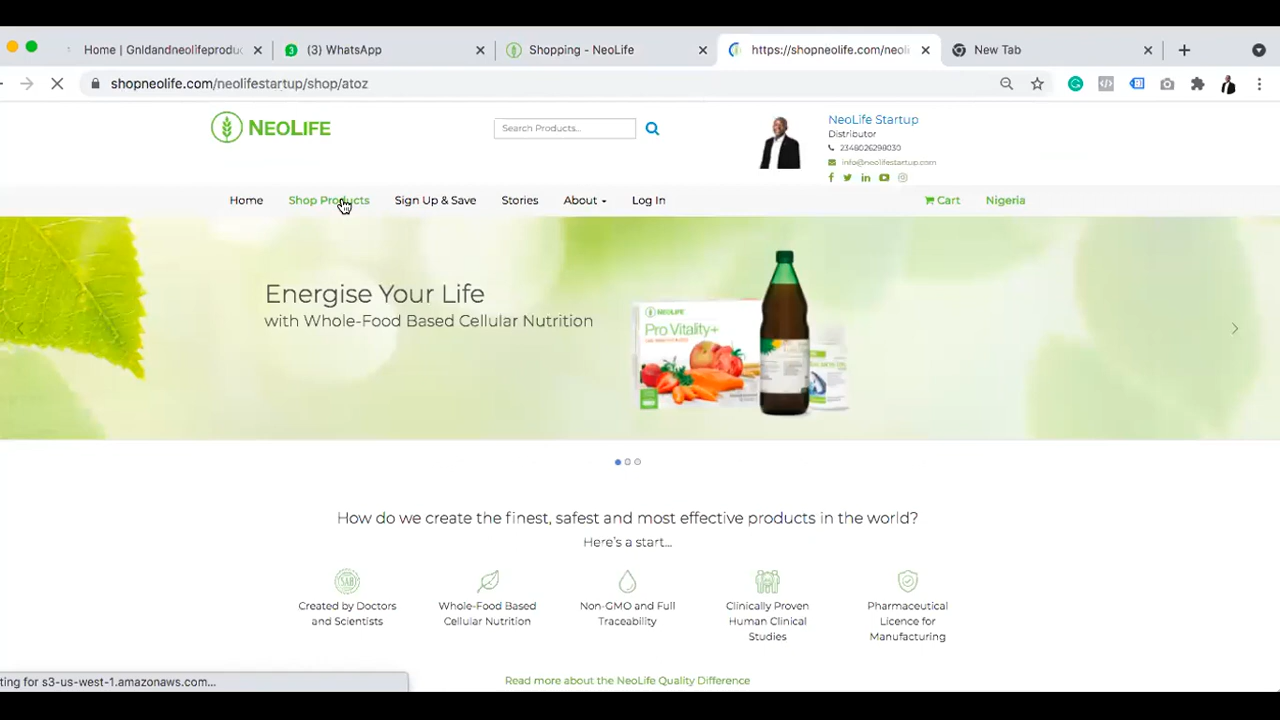 Home | Gnldandneolifeproduc
3
(3) WhatsApp
Shopping - NeoLife
https://shopneolife.com/neoli
New Tab
shopneolife.com/neolifestartup/shop/atoz
NEOLIFE
Search Products...
NeoLife Startup
Distributor
2348026298030
info@neolifestartup.com
Home
Shop Products
Sign Up & Save
Stories
About
Log In
Cart
Nigeria
Energise Your Life
with Whole-Food Based Cellular Nutrition
NEOLIFE
Pro Vitality+
How do we create the finest, safest and most effective products in the world?
Here's a start...
SAB
Created by Doctors
and Scientists
Whole-Food Based
Cellular Nutrition
Non-GMO and Full
Traceability
Clinically Proven
Human Clinical
Studies
Pharmaceutical
Licence for
Manufacturing
Read more about the NeoLife Quality Difference
ting for s3-us-west-1.amazonaws.com...